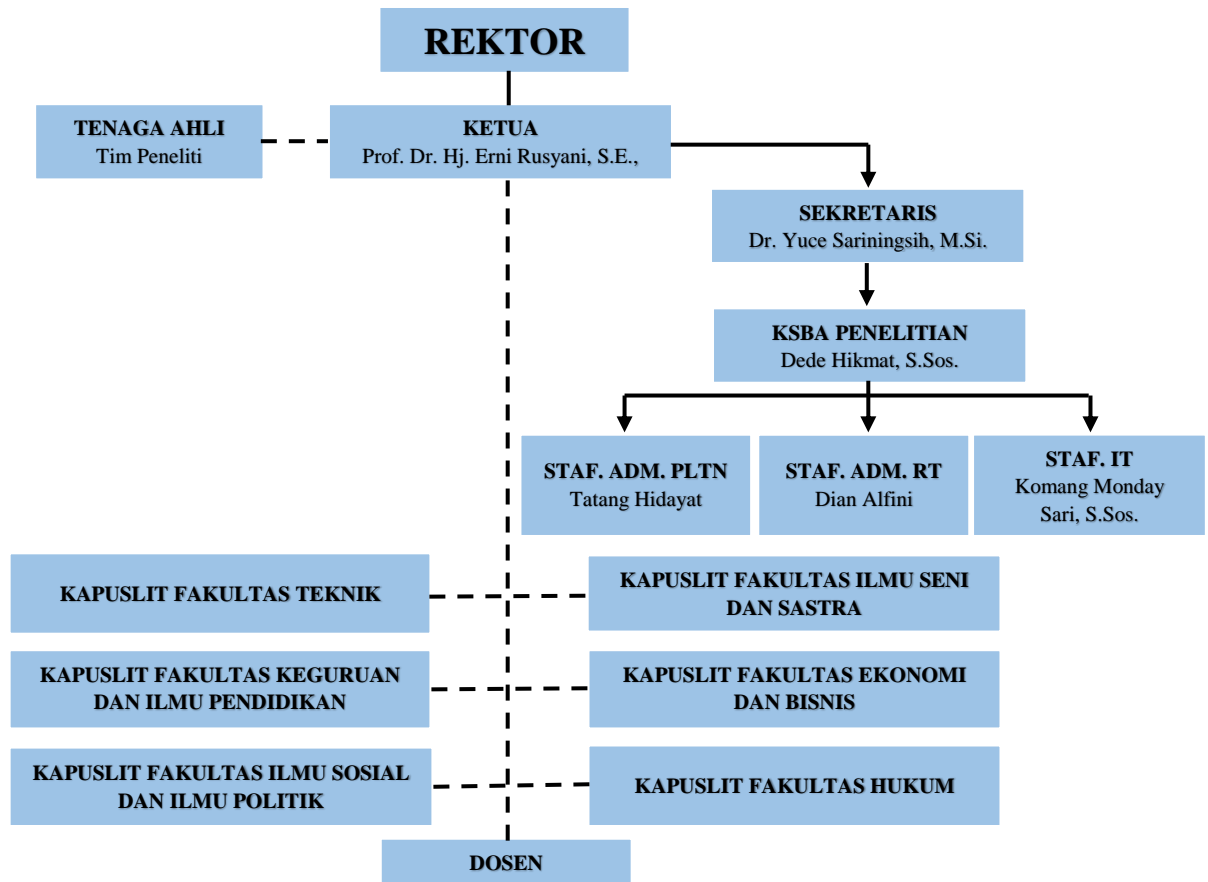 REKTOR
TENAGA AHLI
Tim Peneliti
KETUA
Prof. Dr. Hj. Erni Rusyani, S.E.,
SEKRETARIS
Dr. Yuce Sariningsih, M.Si.
KSBA PENELITIAN
Dede Hikmat, S.Sos.
STAF. ADM. PLTN
Tatang Hidayat
STAF. ADM. RT
Dian Alfini
STAF. IT
Komang Monday
Sari, S.Sos.
KAPUSLIT FAKULTAS TEKNIK
KAPUSLIT FAKULTAS ILMU SENI
DAN SASTRA
KAPUSLIT FAKULTAS KEGURUAN
DAN ILMU PENDIDIKAN
KAPUSLIT FAKULTAS EKONOMI
DAN BISNIS
KAPUSLIT FAKULTAS ILMU SOSIAL
DAN ILMU POLITIK
KAPUSLIT FAKULTAS HUKUM
DOSEN